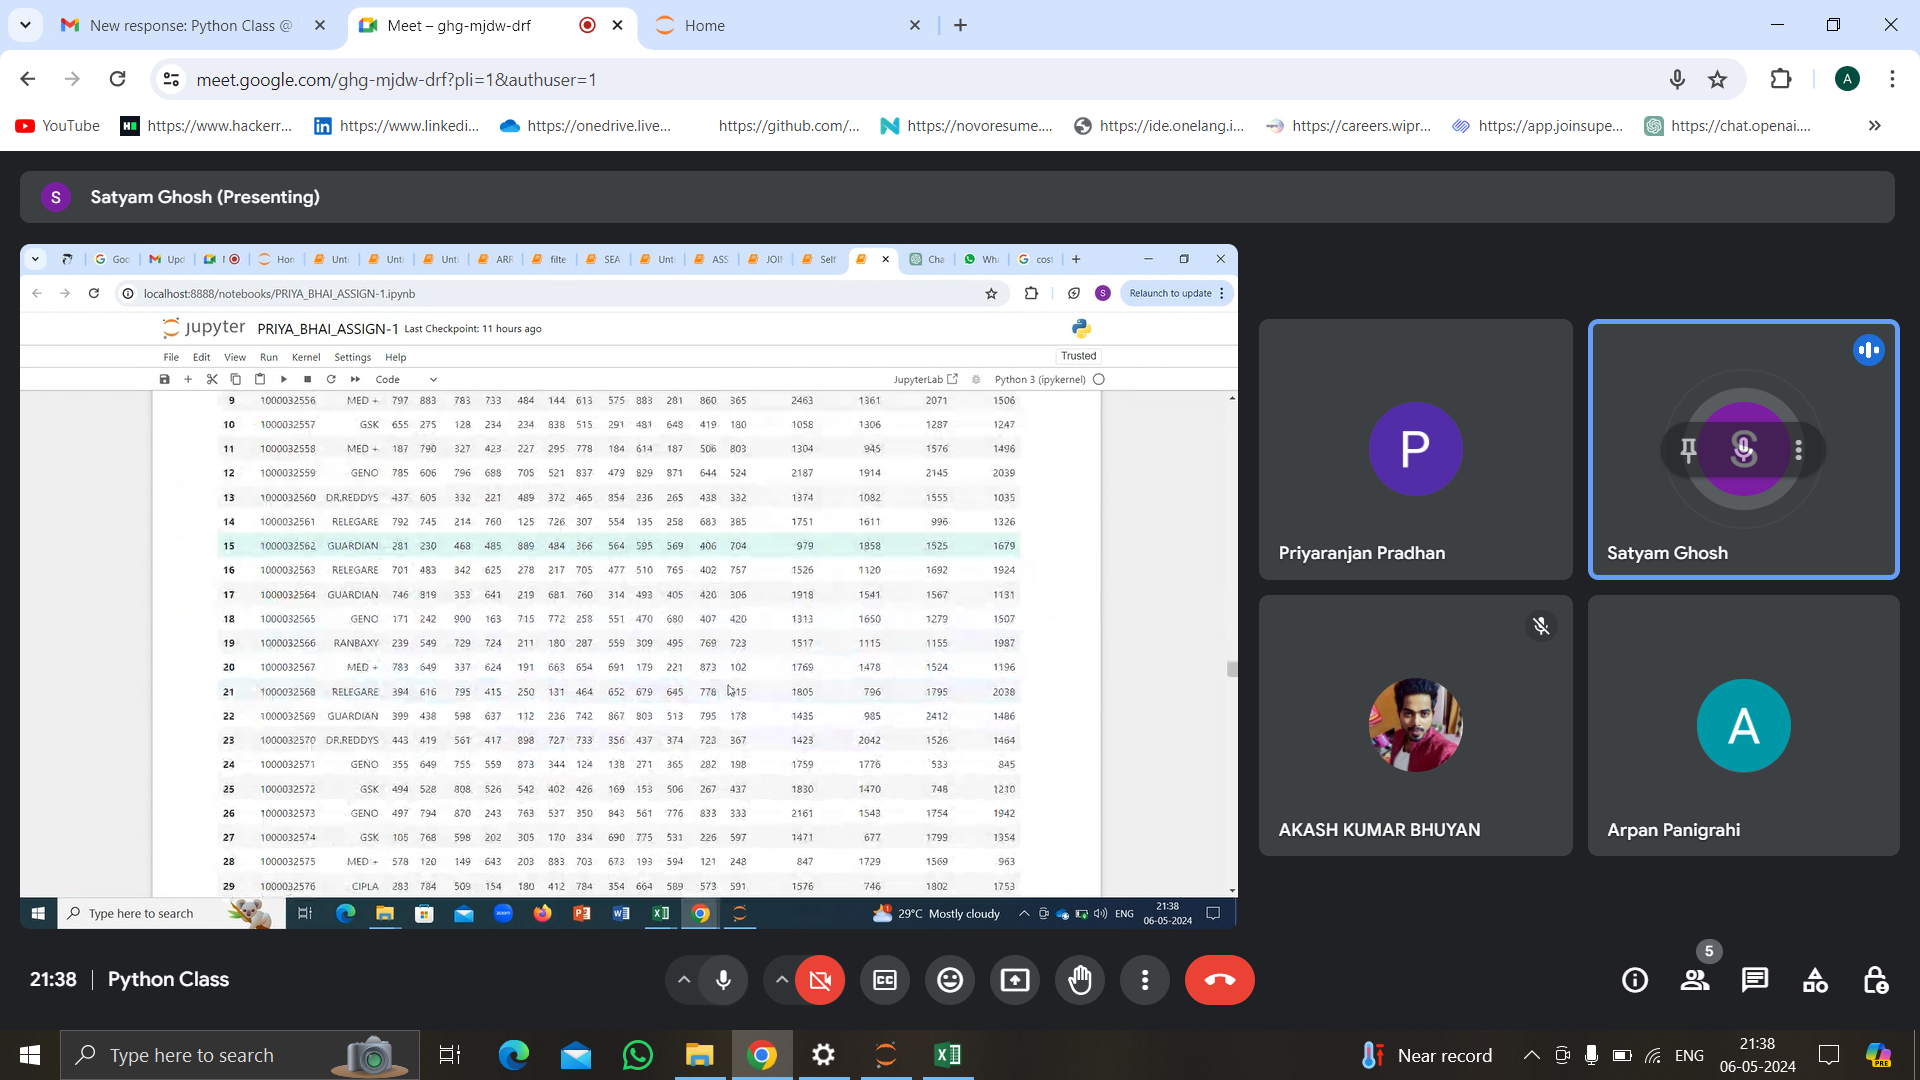 New response: Python Class @
Meet – ghg-mjdw-drf
Home
meet.google.com/ghg-mjdw-drf?pli=1&authuser=1
A
YouTube
https://www.hackerr...
https://www.linkedi...
https://onedrive.live...
https://github.com/...
https://novoresume....
https://ide.onelang.i...
https://careers.wipr...
https://app.joinsupe...
https://chat.openai....
S Satyam Ghosh (Presenting)
Goo Upd Hon Unt Unt Unt ARR filte SEA Unt ASS JOIN Self Cha Wha cost
localhost:8888/notebooks/PRIYA_BHAI_ASSIGN-1.ipynb
S Relaunch to update
jupyter PRIYA_BHAI_ASSIGN-1 Last Checkpoint: 11 hours ago
File Edit View Run Kernel Settings Help
Trusted
Code JupyterLab Python 3 (ipykernel)
9 1000032556 MED + 797 883 783 733 484 144 613 575 883 281 860 365 2463 1361 2071 1506
10 1000032557 GSK 655 275 128 234 234 838 515 291 481 648 419 180 1058 1306 1287 1247
11 1000032558 MED + 187 790 327 423 227 295 778 184 614 187 506 803 1304 945 1576 1496
12 1000032559 GENO 785 606 796 688 705 521 837 479 829 871 644 524 2187 1914 2145 2039
13 1000032560 DR.REDDYS 437 605 332 221 489 372 465 854 236 265 438 332 1374 1082 1555 1035
14 1000032561 RELEGARE 792 745 214 760 125 726 307 554 135 258 683 385 1751 1611 996 1326
15 1000032562 GUARDIAN 281 230 468 485 889 484 366 564 595 569 406 704 979 1858 1525 1679
16 1000032563 RELEGARE 701 483 342 625 278 217 705 477 510 765 402 757 1526 1120 1692 1924
17 1000032564 GUARDIAN 746 819 353 641 219 681 760 314 493 405 420 306 1918 1541 1567 1131
18 1000032565 GENO 171 242 900 163 715 772 258 551 470 680 407 420 1313 1650 1279 1507
19 1000032566 RANBAXY 239 549 729 724 211 180 287 559 309 495 769 723 1517 1115 1155 1987
20 1000032567 MED + 783 649 337 624 191 663 654 691 179 221 873 102 1769 1478 1524 1196
21 1000032568 RELEGARE 394 616 795 415 250 131 464 652 679 645 778 1805 796 1795 2038
22 1000032569 GUARDIAN 399 438 598 637 112 236 742 867 803 513 795 178 1435 985 2412 1486
23 1000032570 DR.REDDYS 443 419 561 417 898 727 733 356 437 374 723 367 1423 2042 1526 1464
24 1000032571 GENO 355 649 755 559 873 344 124 138 271 365 282 198 1759 1776 533 845
25 1000032572 GSK 494 528 808 526 542 402 426 169 153 506 267 437 1830 1470 748 1210
26 1000032573 GENO 497 794 870 243 763 537 350 843 561 776 833 333 2161 1543 1754 1942
27 1000032574 GSK 105 768 598 202 305 170 334 690 775 531 226 597 1471 677 1799 1354
28 1000032575 MED + 578 120 149 643 203 883 703 673 193 594 121 248 847 1729 1569 963
29 1000032576 CIPLA 283 784 509 154 180 412 784 354 664 589 573 591 1576 746 1802 1753
Type here to search
29°C Mostly cloudy
ENG
21:38
06-05-2024
P
Priyaranjan Pradhan
S
Satyam Ghosh
AKASH KUMAR BHUYAN
A
Arpan Panigrahi
21:38 | Python Class
5
Type here to search
Near record
ENG
21:38
06-05-2024
PRE